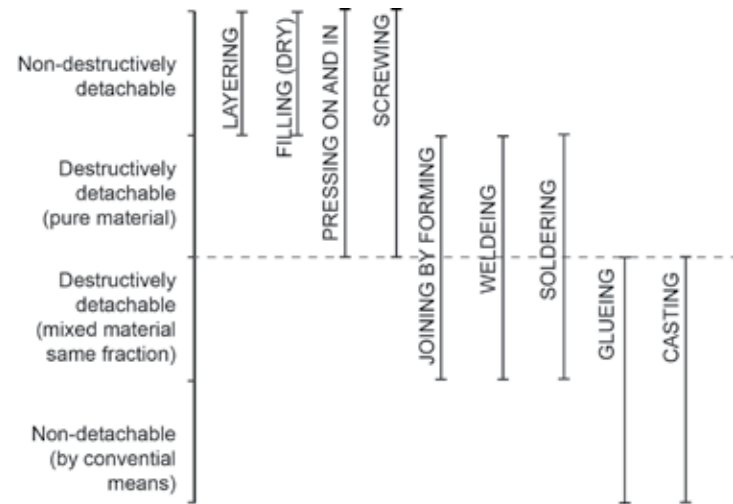 Non-destructively
detachable
Destructively
detachable
(pure material)
Destructively
detachable
(mixed material
same fraction)
Non-detachable
(by convential
means)
LAYERING
FILLING (DRY)
PRESSING ON AND IN
SCREWING
JOINING BY FORMING
WELDEING
SOLDERING
GLUEING
CASTING